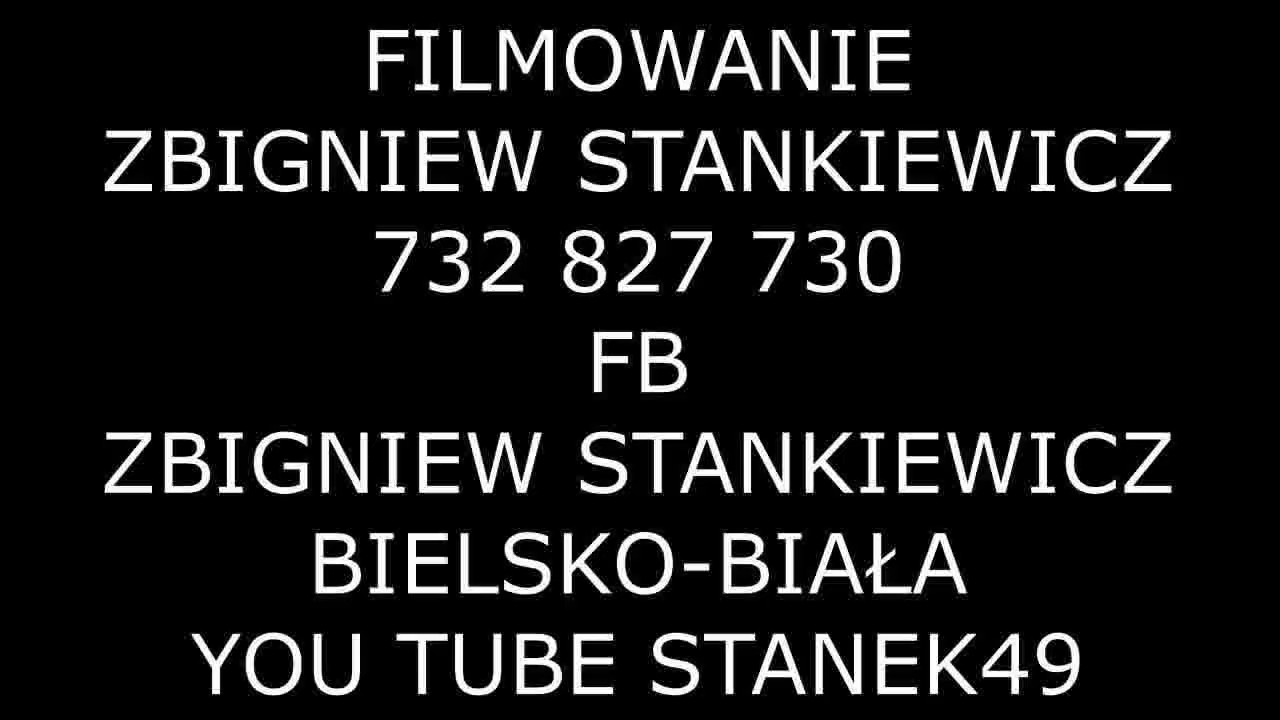 FILMOWANIE
ZBIGNIEW STANKIEWICZ
732 827 730
FB
ZBIGNIEW STANKIEWICZ
BIELSKO-BIAŁA
YOU TUBE STANEK49